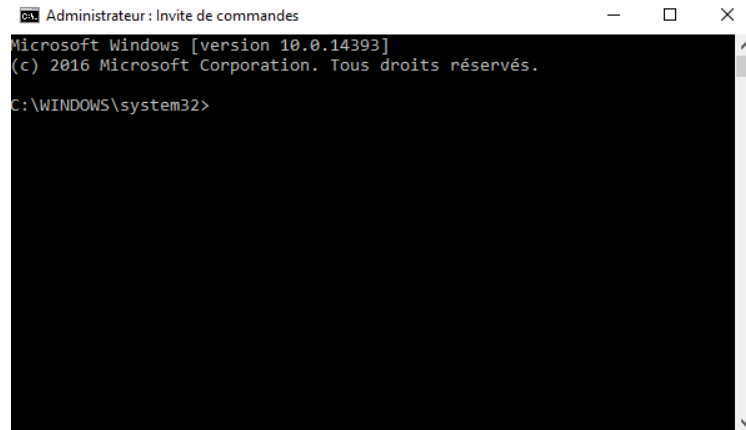 Administrateur : Invite de commandes
Microsoft Windows [version 10.0.14393]
(c) 2016 Microsoft Corporation. Tous droits réservés.
C:\WINDOWS\system32>